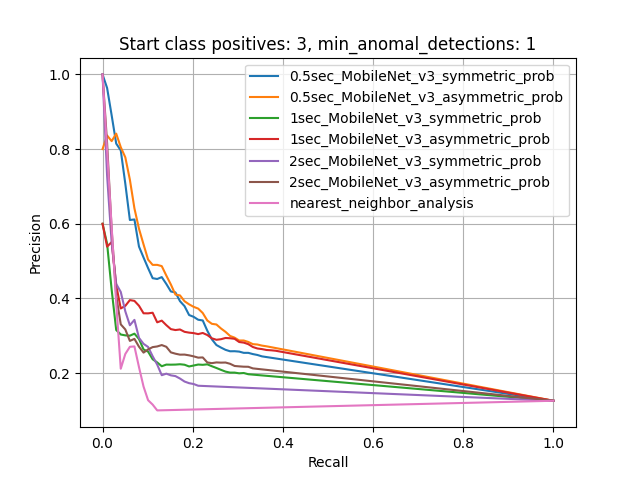 Start class positives: 3, min_anomal_detections: 1
1.0
0.8
0.6
0.4
0.2
Precision
0.5sec_MobileNet_v3_symmetric_prob
0.5sec_MobileNet_v3_asymmetric_prob
1sec_MobileNet_v3_symmetric_prob
1sec_MobileNet_v3_asymmetric_prob
2sec_MobileNet_v3_symmetric_prob
2sec_MobileNet_v3_asymmetric_prob
nearest_neighbor_analysis
0.0 0.2 0.4 0.6 0.8 1.0
Recall